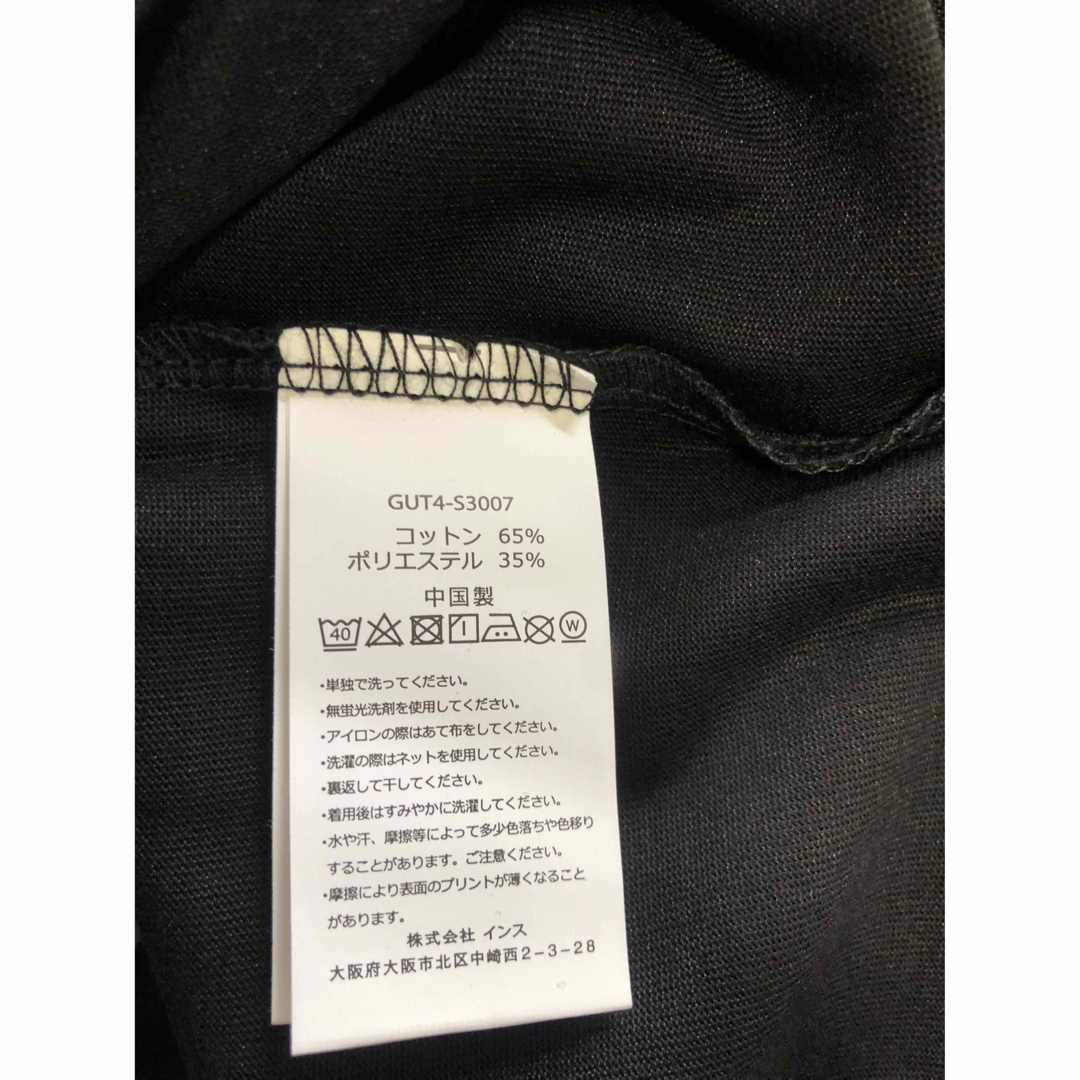 GUT4-S3007
コットン 65%
ポリエステル 35%
中国製
40 W
・単独で洗ってください。
・無蛍光洗剤を使用してください。
・アイロンの際はあて布をしてください。
・洗濯の際はネットを使用してください。
・裏返して干してください。
・着用後はすみやかに洗濯してください。
・水や汗、摩擦等によって多少色落ちや色移り
することがあります。ご注意ください。
・摩擦により表面のプリントが薄くなること
があります。
株式会社 インス
大阪府大阪市北区中崎西2-3-28